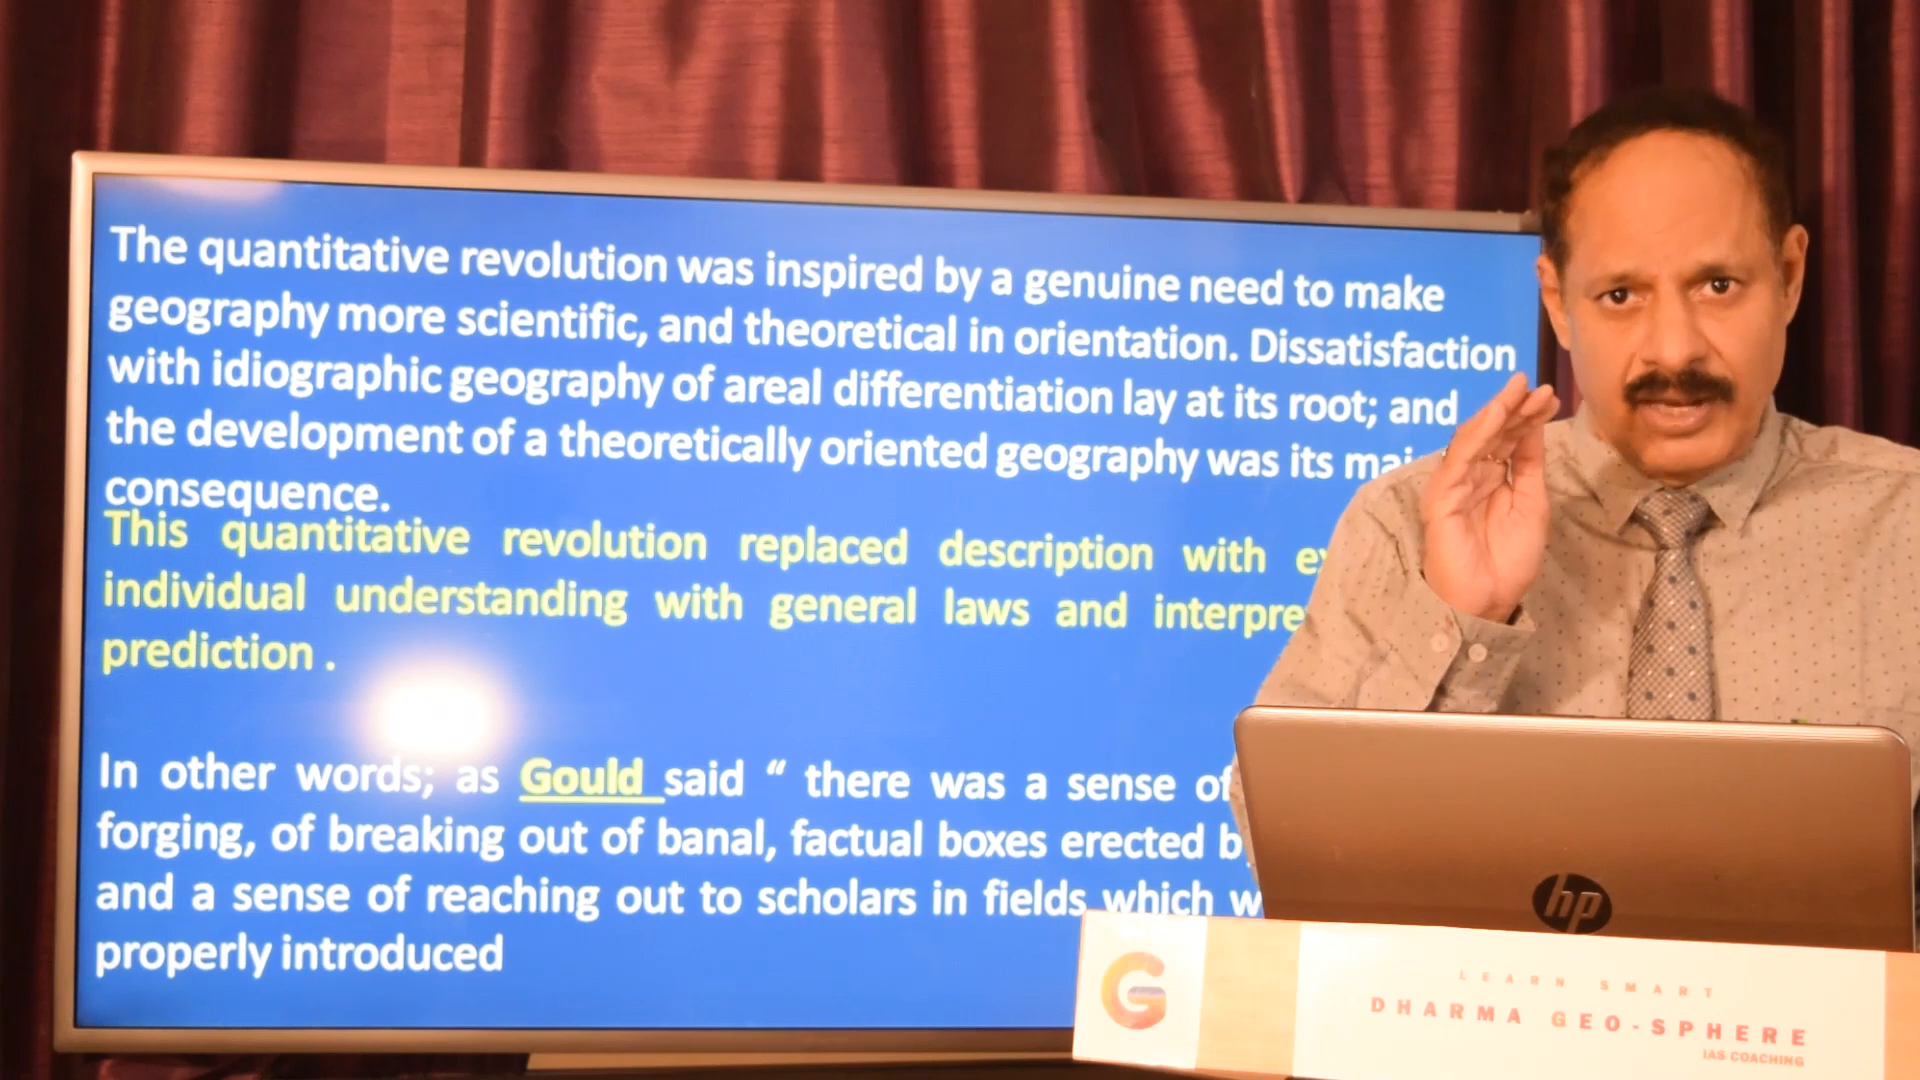 The quantitative revolution was inspired by a genuine need to make
geography more scientific, and theoretical in orientation. Dissatisfaction
with idiographic geography of areal differentiation lay at its root; and
the development of a theoretically oriented geography was its
consequence.
This quantitative revolution replaced description with
individual understanding with general laws and
prediction .
In other words; as Gould said “ there was a sense of
forging, of breaking out of banal, factual boxes erected
and a sense of reaching out to scholars in fields which
properly introduced
hp
G
LEARN SMART
DHARMA GEO-SPHERE
IAS COACHING